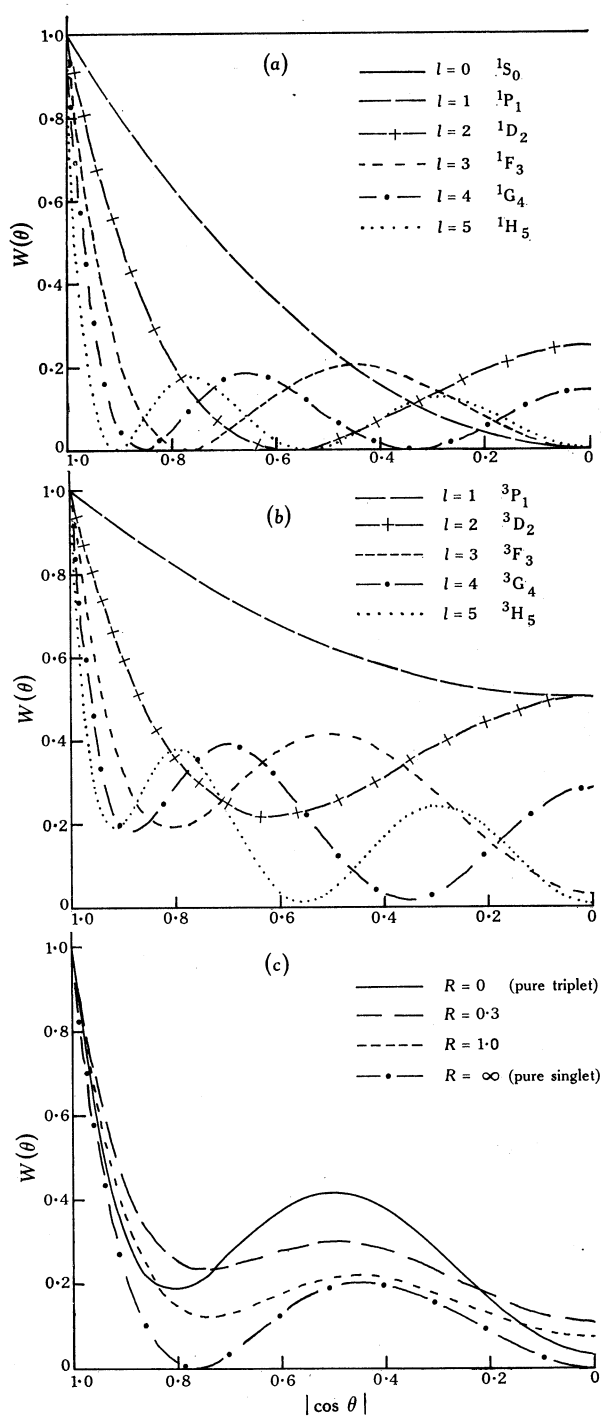 (a)
l = 0 ¹S₀
l = 1 ¹P₁
l = 2 ¹D₂
l = 3 ¹F₃
l = 4 ¹G₄
l = 5 ¹H₅
W(θ)
1·0
0·8
0·6
0·4
0·2
0
1·0 0·8 0·6 0·4 0·2 0
(b)
l = 1 ³P₁
l = 2 ³D₂
l = 3 ³F₃
l = 4 ³G₄
l = 5 ³H₅
W(θ)
1·0
0·8
0·6
0·4
0·2
0
1·0 0·8 0·6 0·4 0·2 0
(c)
R = 0 (pure triplet)
R = 0·3
R = 1·0
R = ∞ (pure singlet)
W(θ)
1·0
0·8
0·4
0·2
0
1·0 0·8 0·6 0·4 0·2 0
|cos θ|